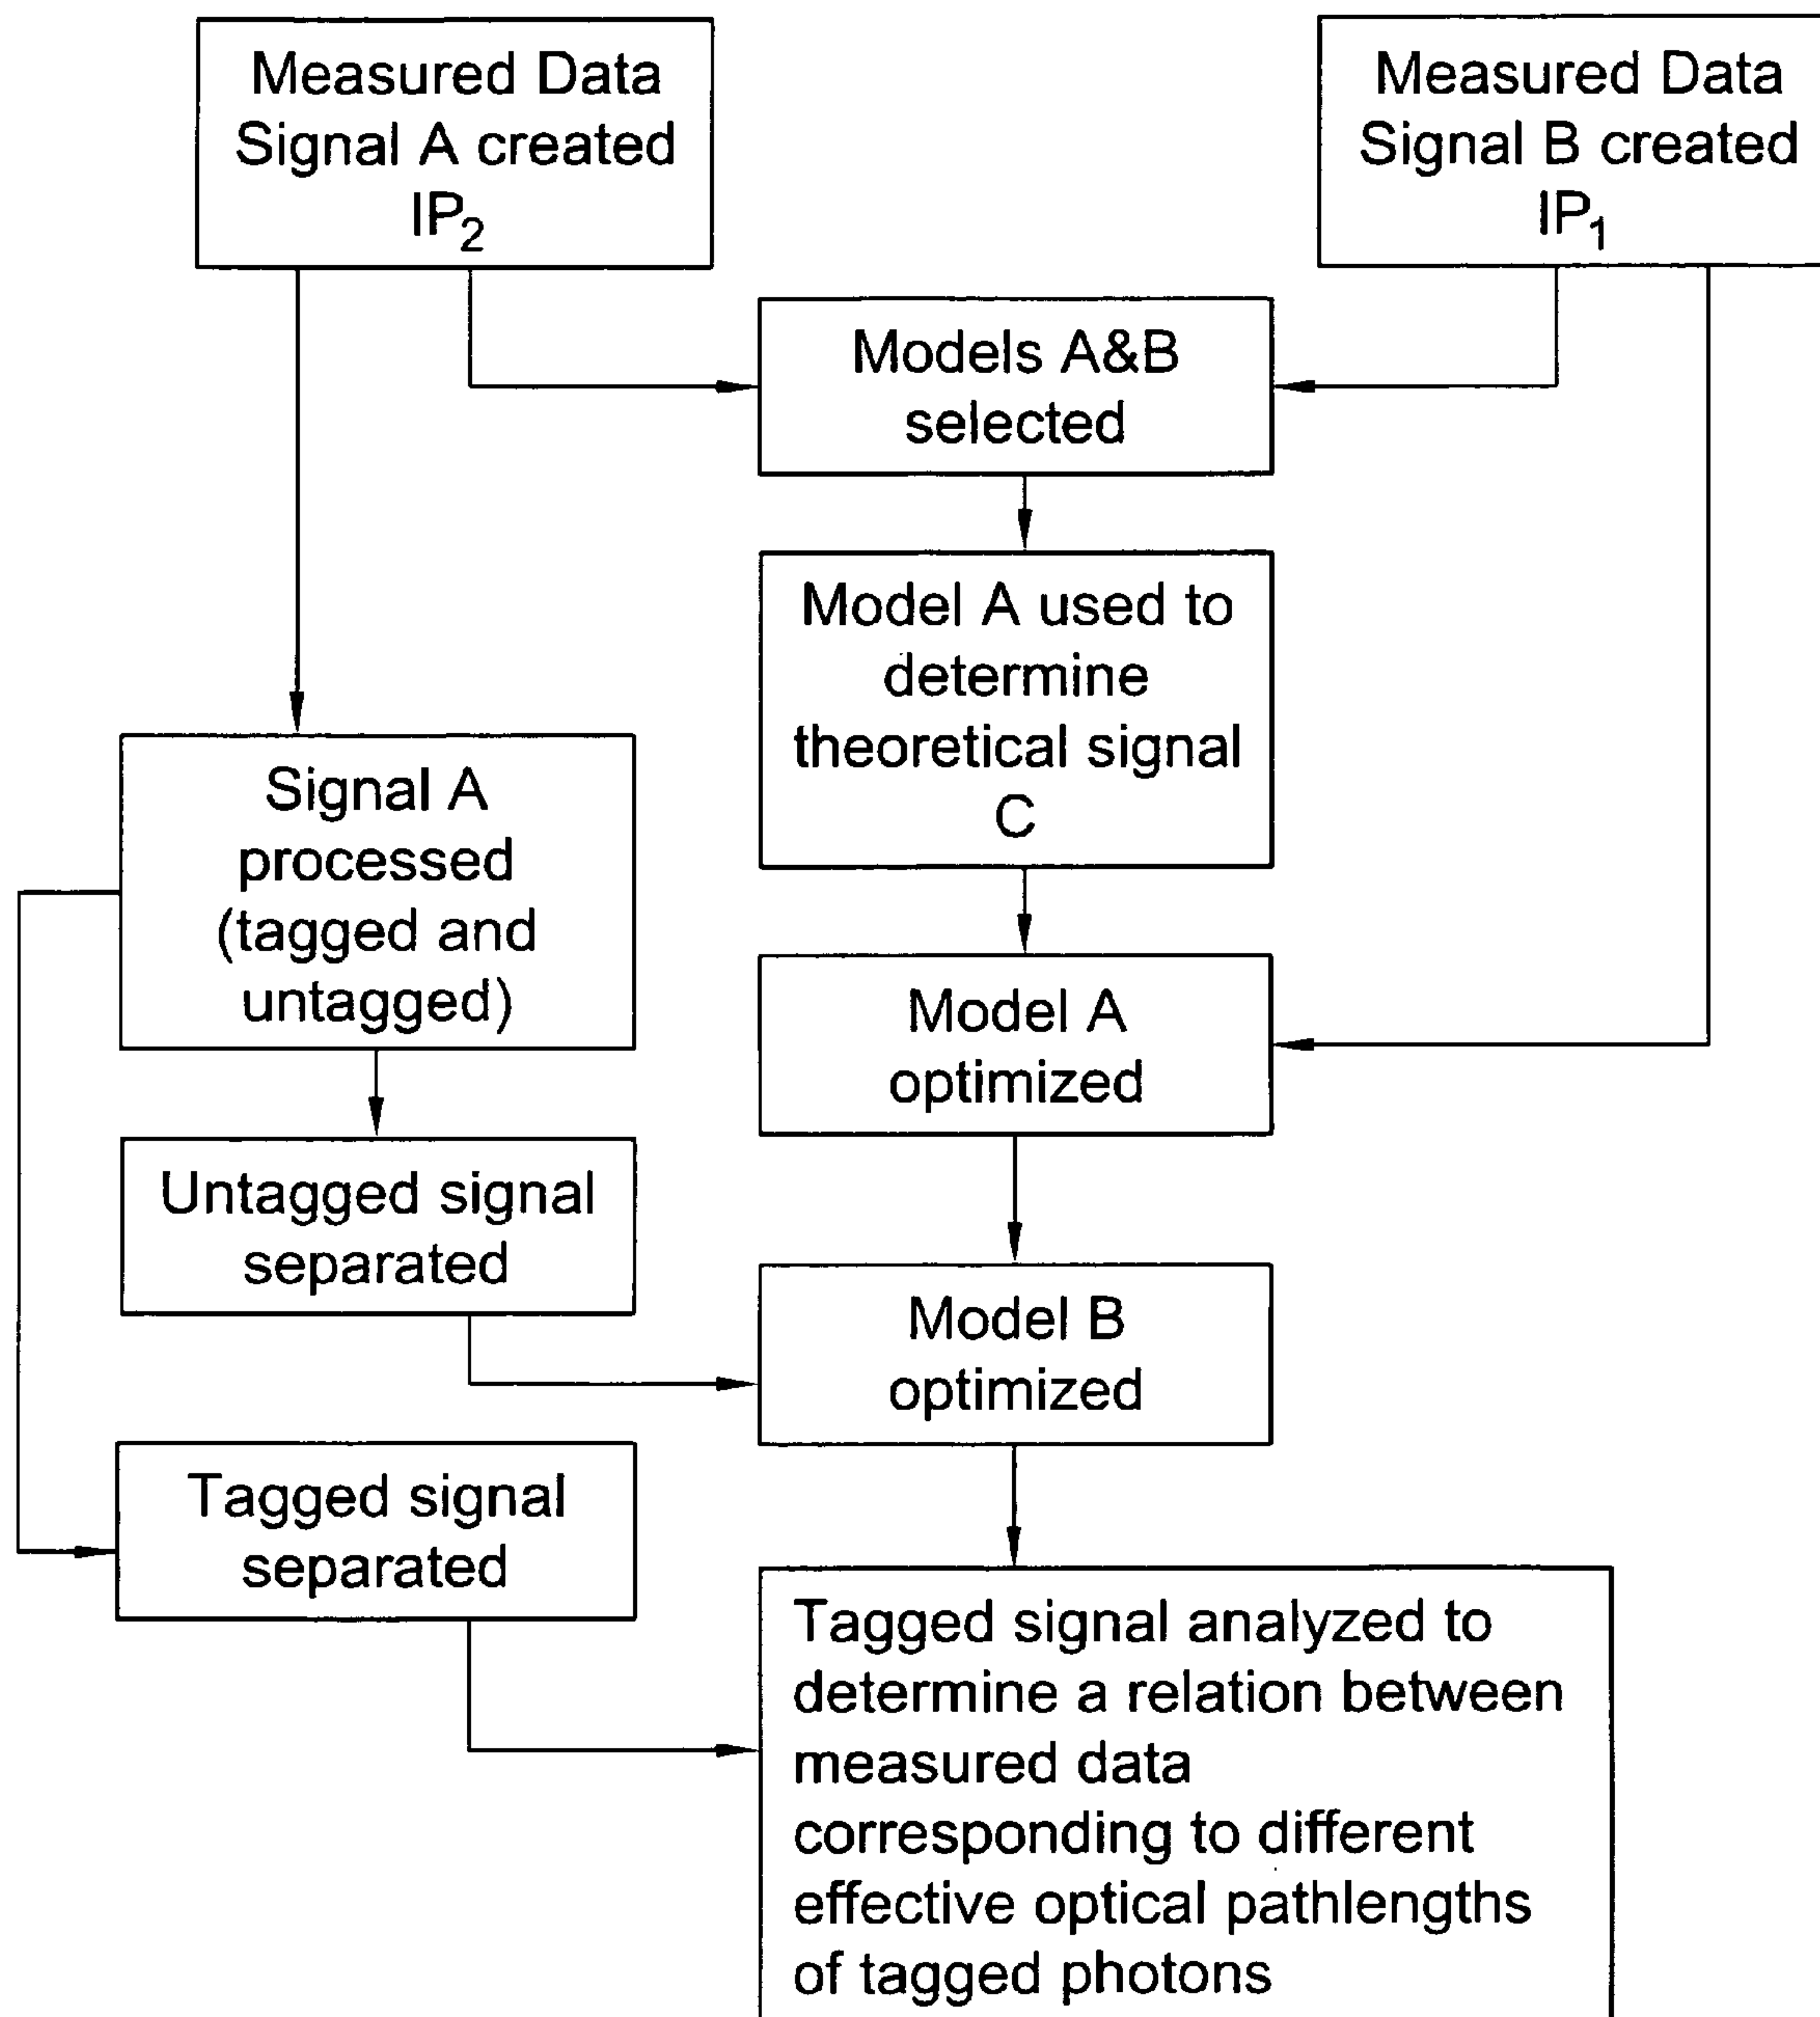 Measured Data
Signal A created
IP₂
Measured Data
Signal B created
IP₁
Models A&B
selected
Model A used to
determine
theoretical signal
C
Signal A
processed
(tagged and
untagged)
Model A
optimized
Untagged signal
separated
Model B
optimized
Tagged signal
separated
Tagged signal analyzed to
determine a relation between
measured data
corresponding to different
effective optical pathlengths
of tagged photons